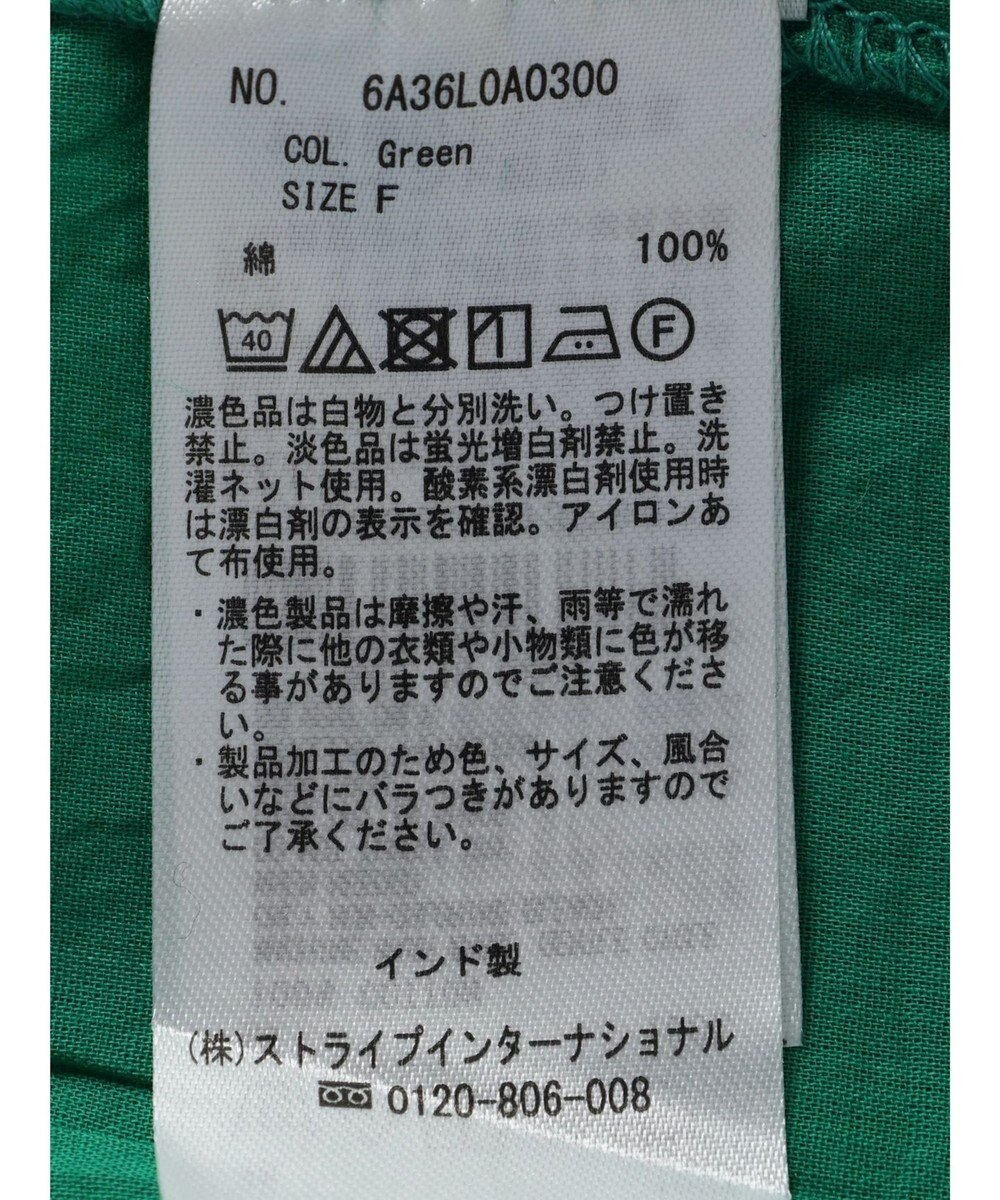 NO. 6A36L0A0300
COL. Green
SIZE F
綿 100%
40
F
濃色品は白物と分別洗い。つけ置き
禁止。淡色品は蛍光増白剤禁止。洗
濯ネット使用。酸素系漂白剤使用時
は漂白剤の表示を確認。アイロンあ
て布使用。
・濃色製品は摩擦や汗、雨等で濡れ
た際に他の衣類や小物類に色が移
る事がありますのでご注意くださ
い。
・製品加工のため色、サイズ、風合
いなどにバラつきがありますので
ご了承ください。
インド製
(株)ストライプインターナショナル
0120-806-008